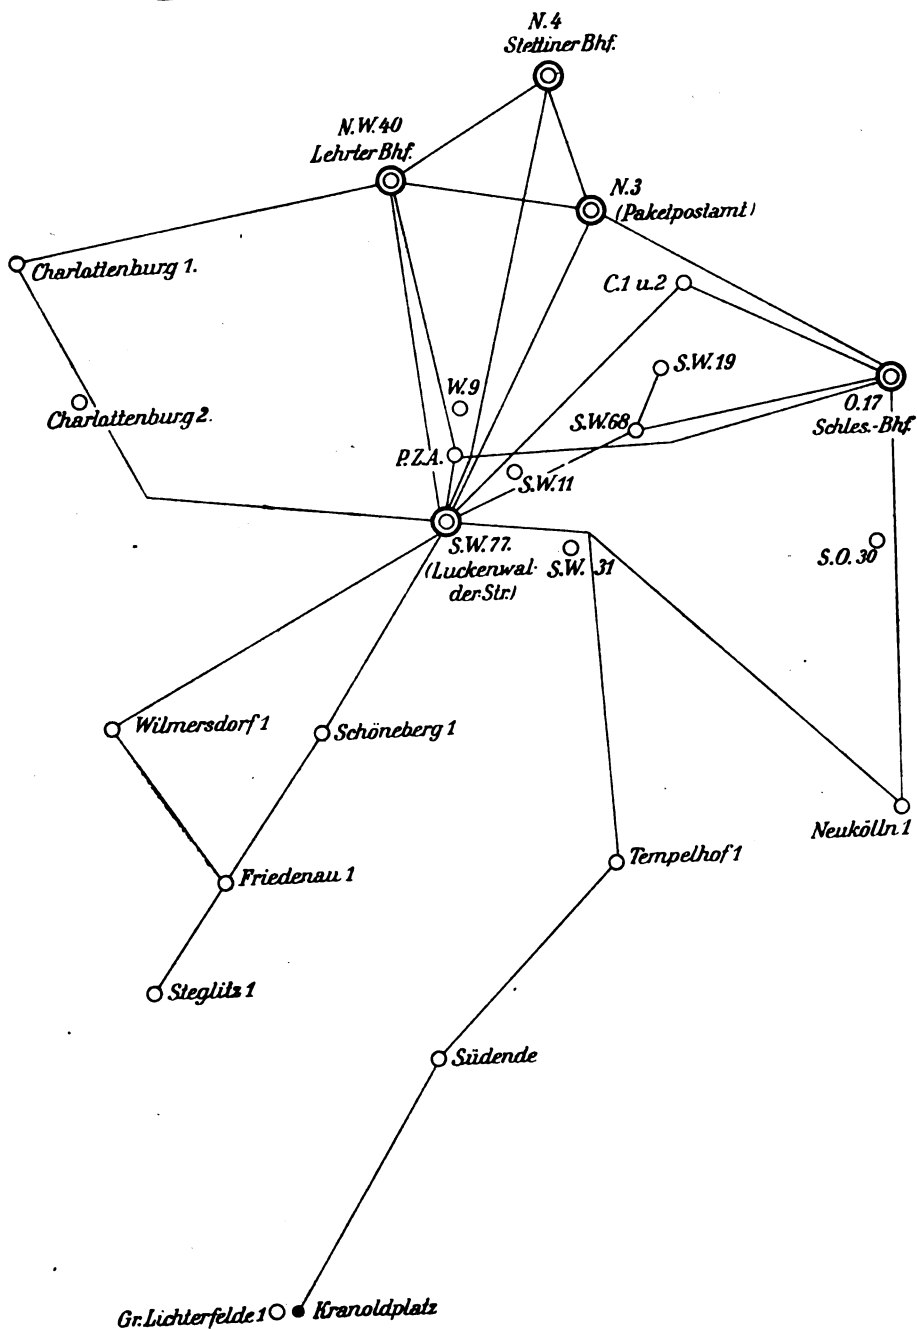 N.4
Stettiner Bhf.
N.W.40
Lehrter Bhf.
N.3
(Paketpostamt)
Charlottenburg 1.
C.1 u.2
S.W.19
W.9
O.17
Schles.-Bhf.
Charlottenburg 2.
S.W.68
P.Z.A.
S.W.11
S.W.77.
(Luckenwal-
der-Str.)
S.W. 31
S.O.30
Wilmersdorf 1
Schöneberg 1
Neukölln 1
Tempelhof 1
Friedenau 1
Steglitz 1
Südende
Gr. Lichterfelde 1
Kranoldplatz